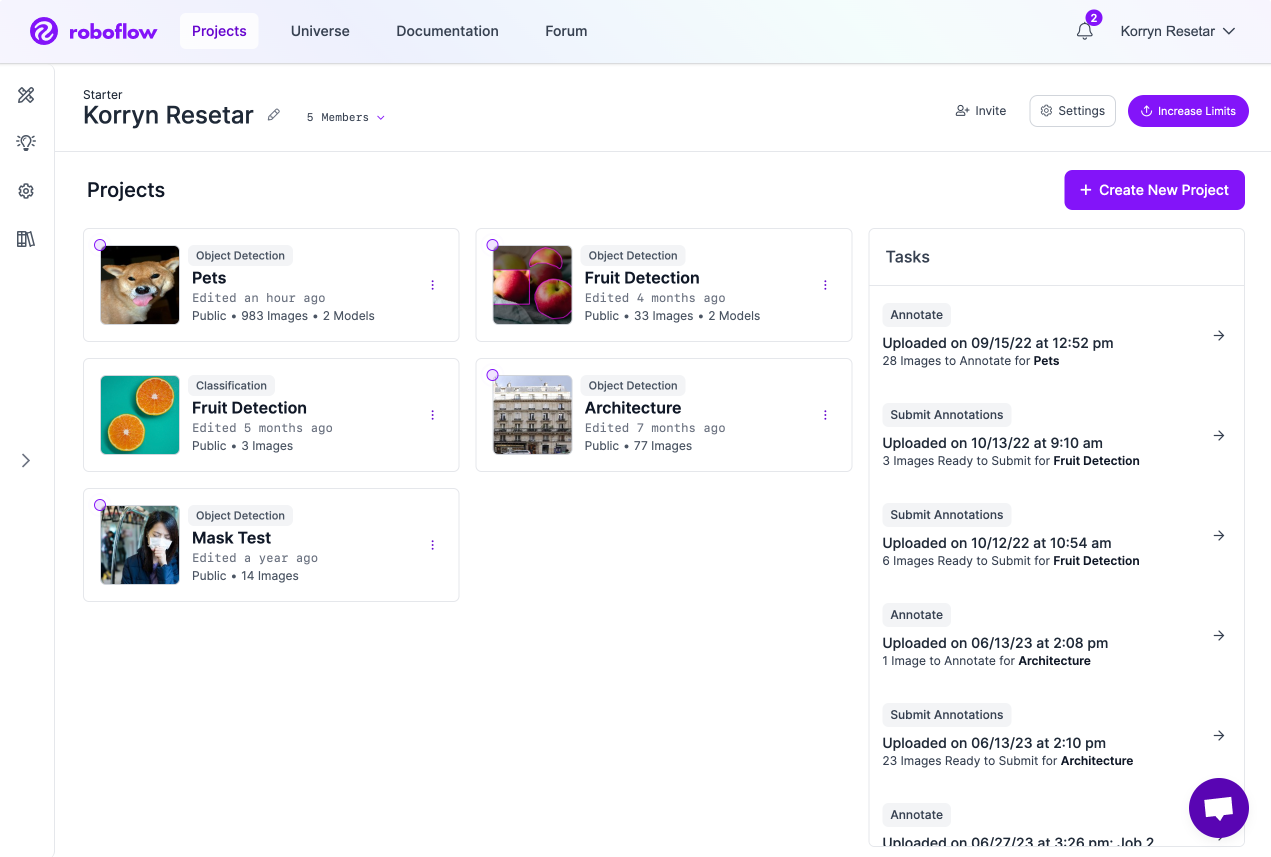 roboflow
Projects
Universe
Documentation
Forum
2
Korryn Resetar
Starter
Korryn Resetar
5 Members
Invite
Settings
Increase Limits
Projects
+ Create New Project
Object Detection
Pets
Edited an hour ago
Public • 983 Images • 2 Models
Object Detection
Fruit Detection
Edited 4 months ago
Public • 33 Images • 2 Models
Classification
Fruit Detection
Edited 5 months ago
Public • 3 Images
Object Detection
Architecture
Edited 7 months ago
Public • 77 Images
Object Detection
Mask Test
Edited a year ago
Public • 14 Images
Tasks
Annotate
Uploaded on 09/15/22 at 12:52 pm
28 Images to Annotate for Pets
Submit Annotations
Uploaded on 10/13/22 at 9:10 am
3 Images Ready to Submit for Fruit Detection
Submit Annotations
Uploaded on 10/12/22 at 10:54 am
6 Images Ready to Submit for Fruit Detection
Annotate
Uploaded on 06/13/23 at 2:08 pm
1 Image to Annotate for Architecture
Submit Annotations
Uploaded on 06/13/23 at 2:10 pm
23 Images Ready to Submit for Architecture
Annotate
Uploaded on 06/27/23 at 3:26 pm: Job 2